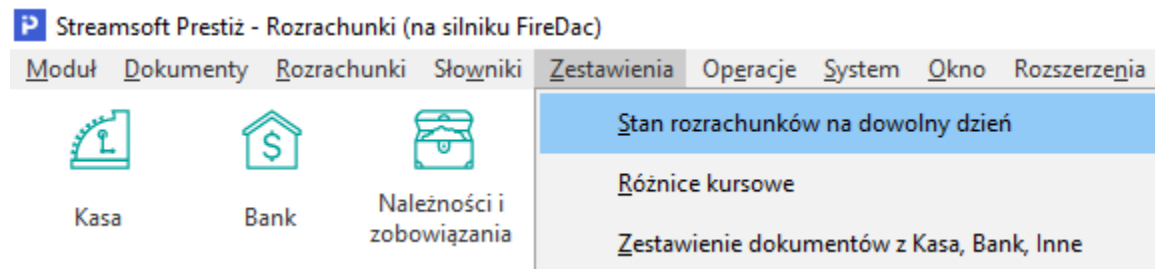 Streamsoft Prestiż - Rozrachunki (na silniku FireDac)
Moduł Dokumenty Rozrachunki Słowniki Zestawienia Operacje System Okno Rozszerzenia
Stan rozrachunków na dowolny dzień
Różnice kursowe
Zestawienie dokumentów z Kasa, Bank, Inne
Kasa
Bank
Należności i
zobowiązania